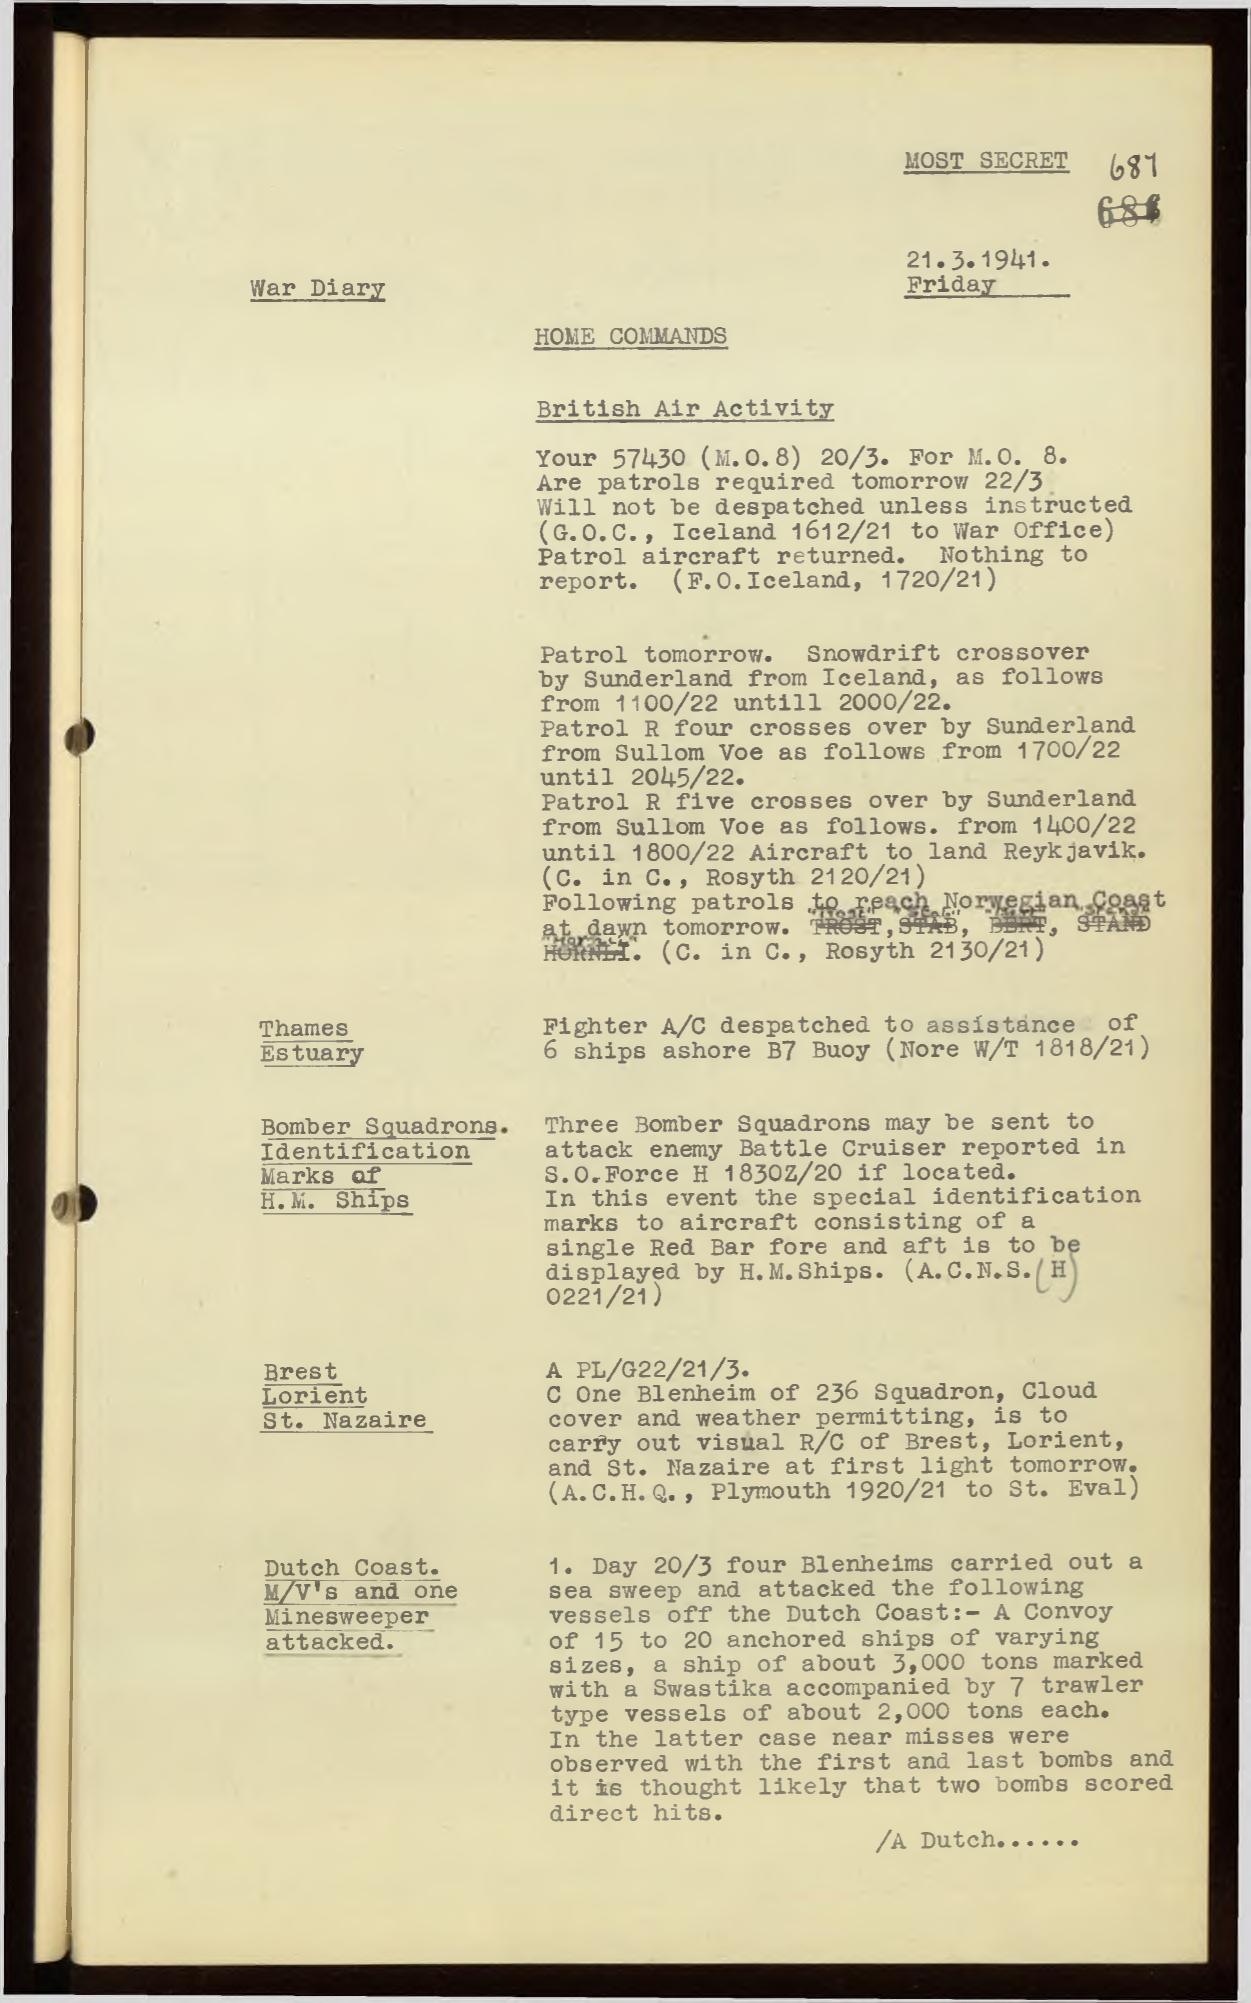 MOST SECRET
687
21.3.1941.
Friday
War Diary
HOME COMMANDS
British Air Activity
Your 57430 (M.O.8) 20/3. For M.O. 8.
Are patrols required tomorrow 22/3
Will not be despatched unless instructed
(G.O.C., Iceland 1612/21 to War Office)
Patrol aircraft returned. Nothing to
report. (F.O.Iceland, 1720/21)
Patrol tomorrow. Snowdrift crossover
by Sunderland from Iceland, as follows
from 1100/22 untill 2000/22.
Patrol R four crosses over by Sunderland
from Sullom Voe as follows from 1700/22
until 2045/22.
Patrol R five crosses over by Sunderland
from Sullom Voe as follows. from 1400/22
until 1800/22 Aircraft to land Reykjavik.
(C. in C., Rosyth 2120/21)
Following patrols to reach Norwegian Coast
at dawn tomorrow. TROST, STAB, BERT, STAND
HORNLI. (C. in C., Rosyth 2130/21)
Thames
Estuary
Fighter A/C despatched to assistance of
6 ships ashore B7 Buoy (Nore W/T 1818/21)
Bomber Squadrons.
Identification
Marks of
H.M. Ships
Three Bomber Squadrons may be sent to
attack enemy Battle Cruiser reported in
S.O.Force H 1830Z/20 if located.
In this event the special identification
marks to aircraft consisting of a
single Red Bar fore and aft is to be
displayed by H.M.Ships. (A.C.N.S.(H)
0221/21)
Brest
Lorient
St. Nazaire
A PL/G22/21/3.
C One Blenheim of 236 Squadron, Cloud
cover and weather permitting, is to
carry out visual R/C of Brest, Lorient,
and St. Nazaire at first light tomorrow.
(A.C.H.Q., Plymouth 1920/21 to St. Eval)
Dutch Coast.
M/V's and one
Minesweeper
attacked.
1. Day 20/3 four Blenheims carried out a
sea sweep and attacked the following
vessels off the Dutch Coast:- A Convoy
of 15 to 20 anchored ships of varying
sizes, a ship of about 3,000 tons marked
with a Swastika accompanied by 7 trawler
type vessels of about 2,000 tons each.
In the latter case near misses were
observed with the first and last bombs and
it is thought likely that two bombs scored
direct hits.
/A Dutch......